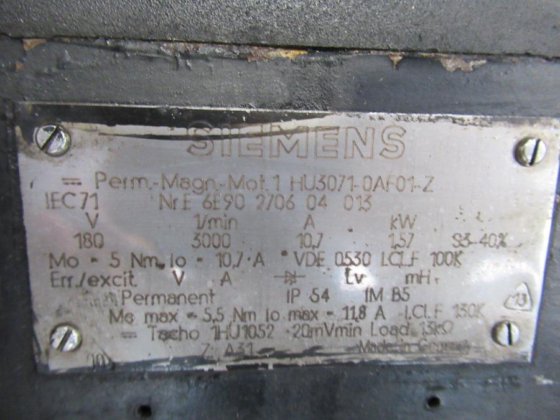 SIEMENS
Perm.-Magn.-Mot. 1 HU3071-0AF01-Z
IEC71 Nr.E 6E90 2706 04 013
V 1/min A kW
180 3000 10,7 1,57 S3-40%
Mo - 5 Nm. Io - 10,7 A VDE 0530 I.CL.F 100K
Err./excit. V A Lv mH
Permanent IP 54 IM B5
Mo max - 5,5 Nm Io max - 11,8 A I.CL.F 130K
Tacho 1HU1052 - 20mVmin Load 13kΩ
Z: A31 Made in Germany